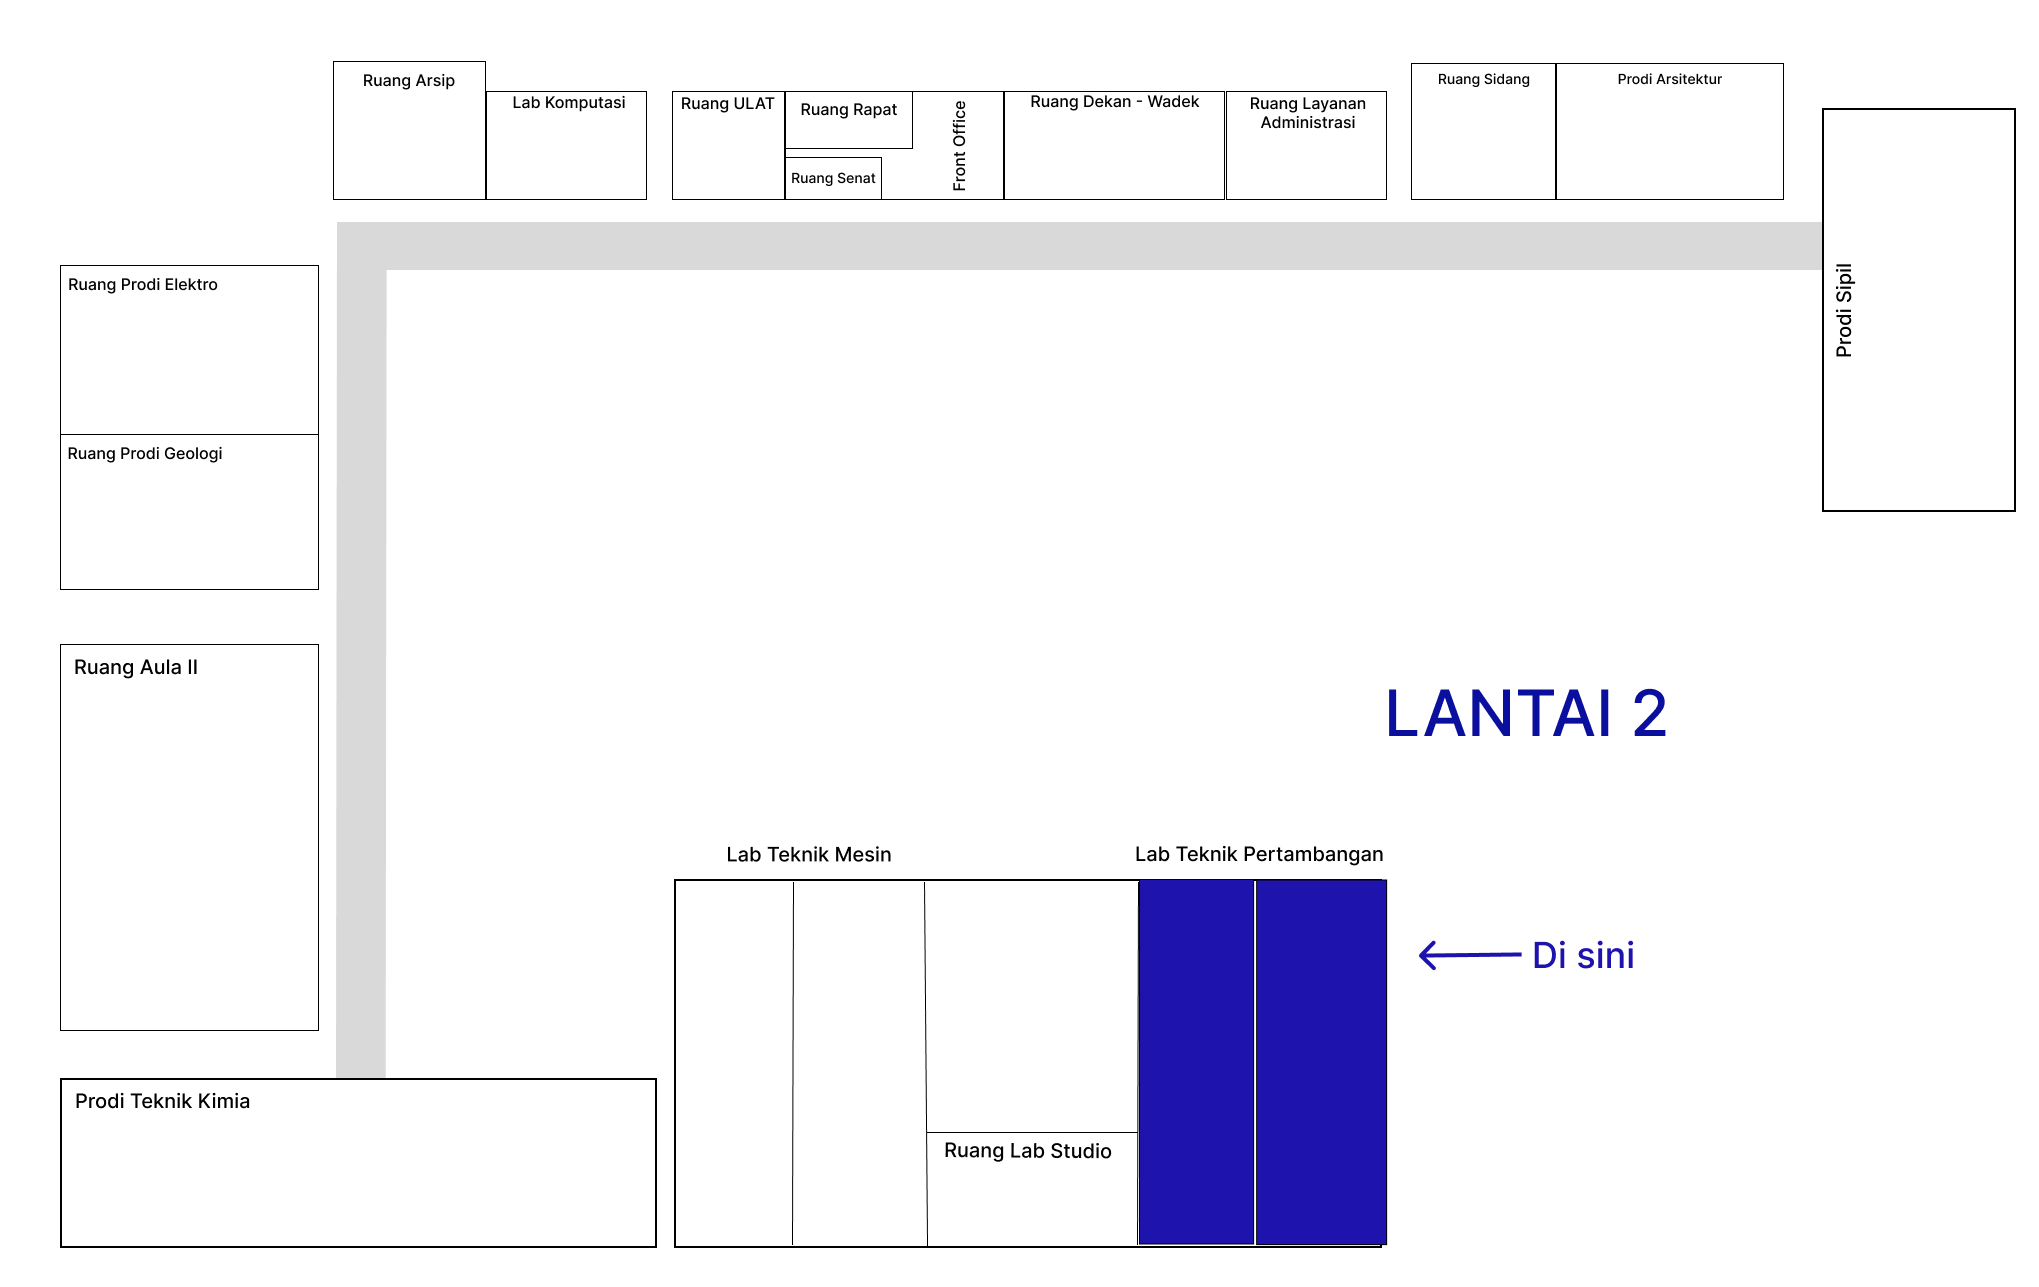 Ruang Arsip
Lab Komputasi
Ruang ULAT
Ruang Rapat
Ruang Senat
Front Office
Ruang Dekan - Wadek
Ruang Layanan
Administrasi
Ruang Sidang
Prodi Arsitektur
Prodi Sipil
Ruang Prodi Elektro
Ruang Prodi Geologi
Ruang Aula II
LANTAI 2
Lab Teknik Mesin
Lab Teknik Pertambangan
Di sini
Prodi Teknik Kimia
Ruang Lab Studio